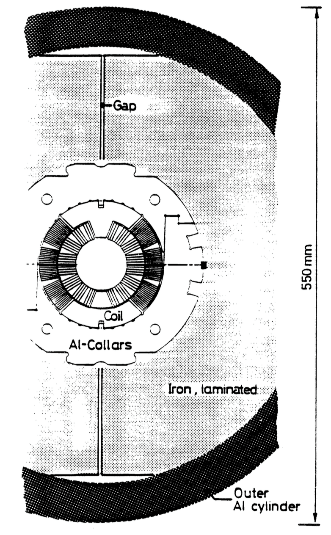 Gap
550 mm
Coil
Al-Collars
Iron, laminated
Outer
Al cylinder